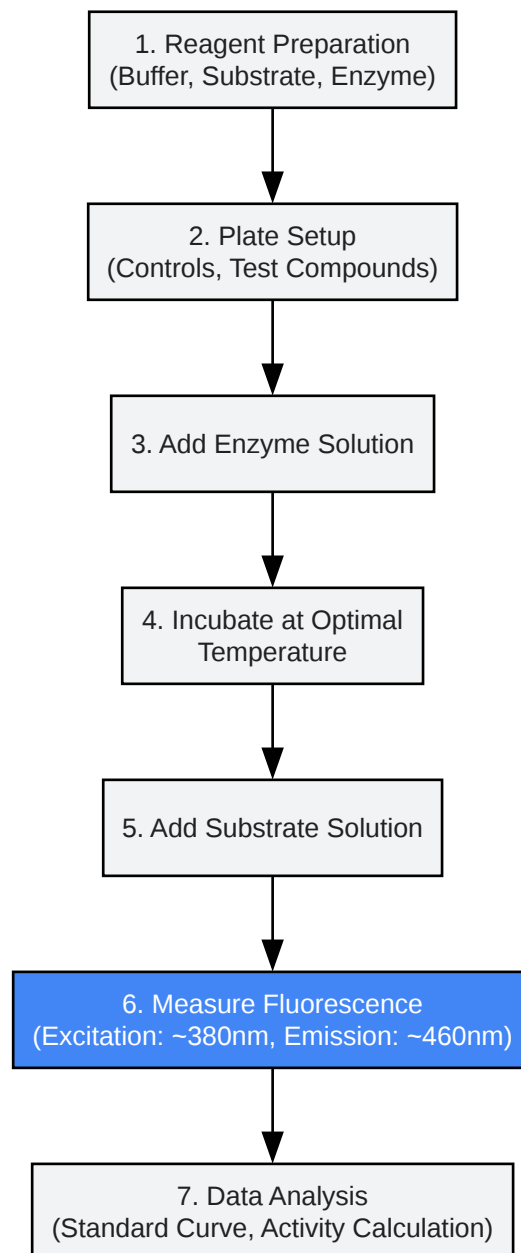 1. Reagent Preparation
(Buffer, Substrate, Enzyme)
2. Plate Setup
(Controls, Test Compounds)
3. Add Enzyme Solution
4. Incubate at Optimal
Temperature
5. Add Substrate Solution
6. Measure Fluorescence
(Excitation: ~380nm, Emission: ~460nm)
7. Data Analysis
(Standard Curve, Activity Calculation)